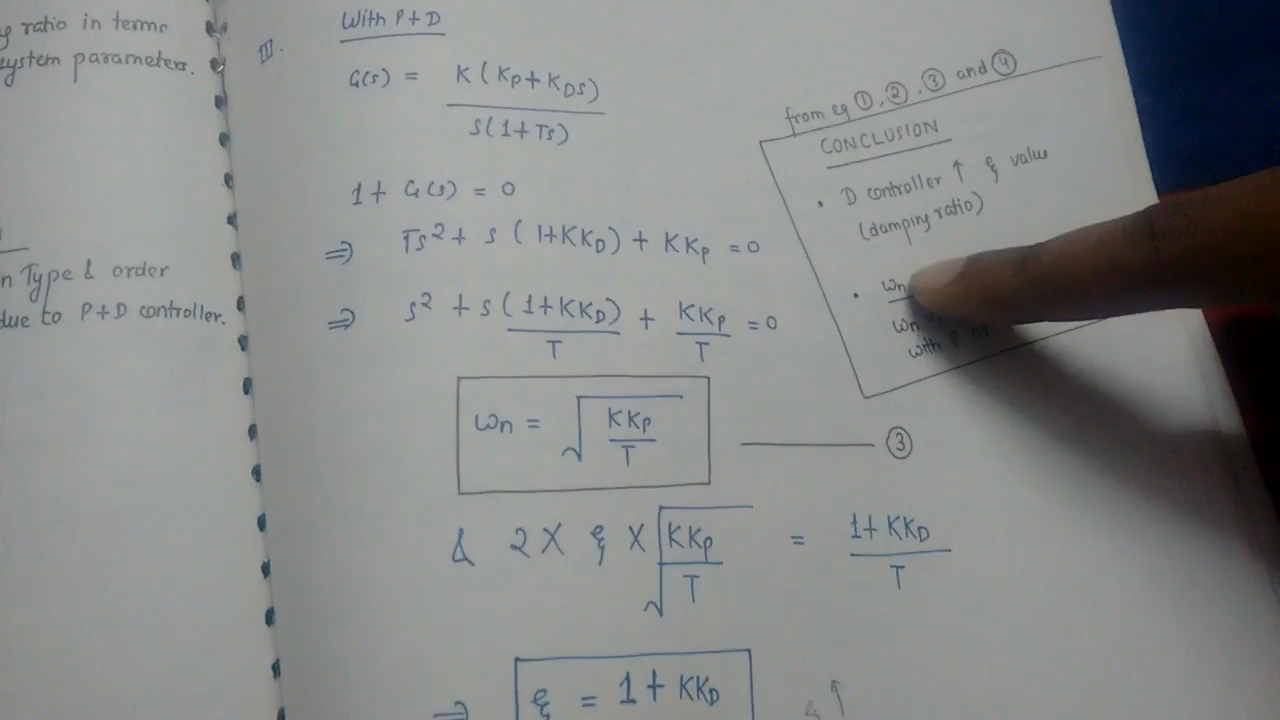 ratio in terms
system parameters.
n Type & order
due to P+D controller.
With P+D
III.
G(s) = K(KP+KDS)
S(1+TS)
1+ G(s) = 0
⇒ Ts² + s (1+KKD) + KKP = 0
⇒ s² + s (1+KKD) + KKP = 0
T T
ωn = √ KKP
T
③
& 2 X ξ X √ KKP = 1+ KKD
T T
⇒ ξ = 1+ KKD
ξ ↑
from eq ①, ②, ③ and ④
CONCLUSION
• D controller ↑ ξ value
(damping ratio)
• ωn
ωn
with P